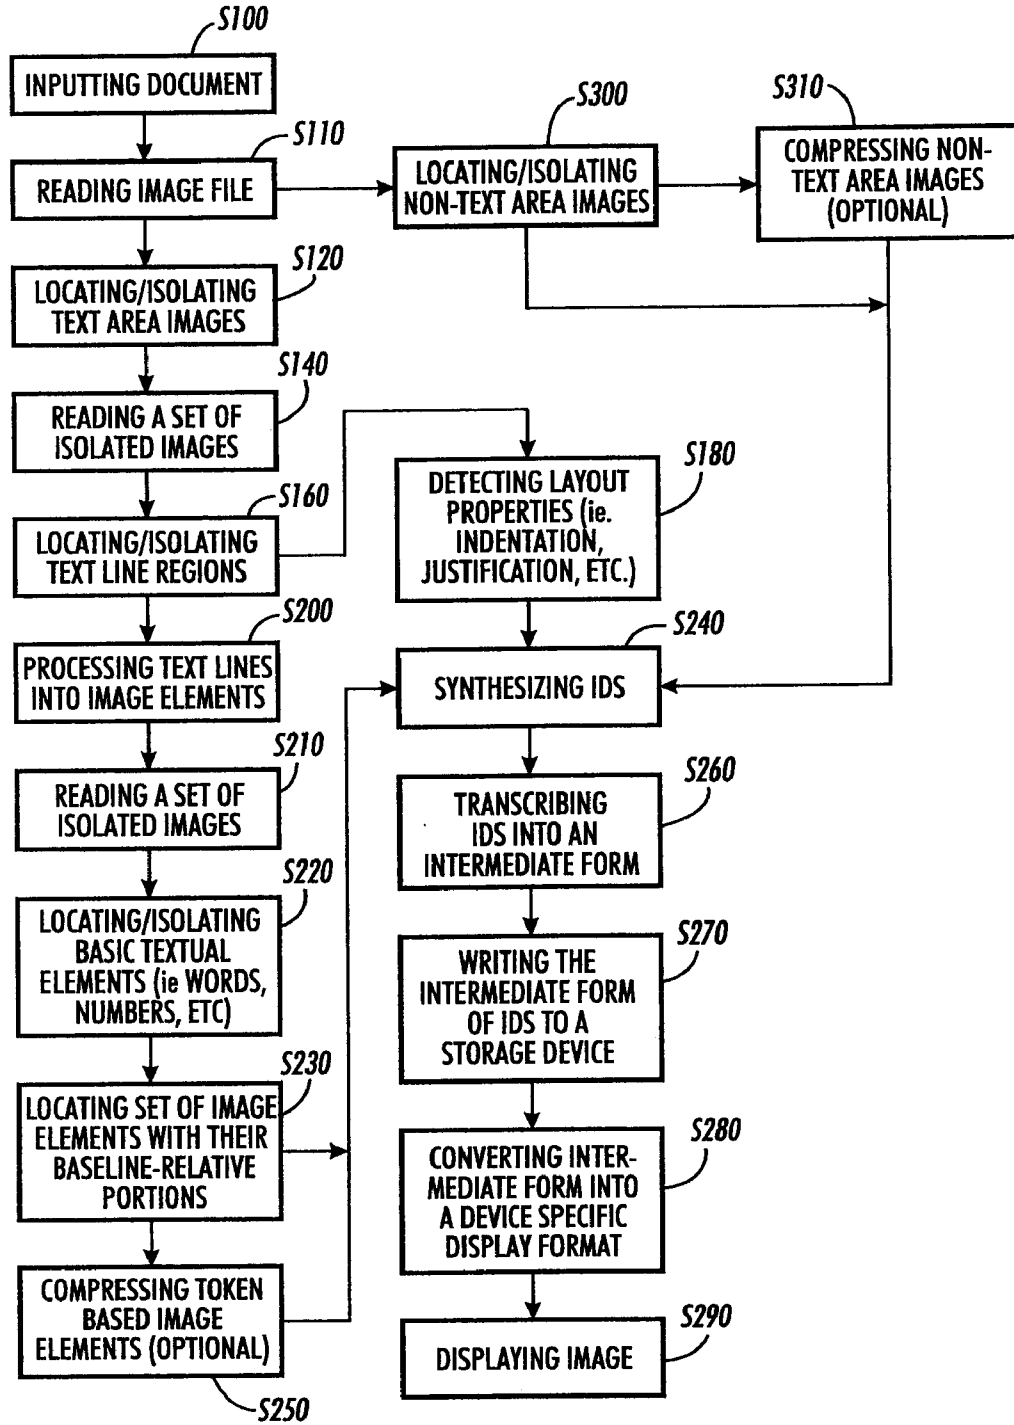 S100
INPUTTING DOCUMENT
S110
READING IMAGE FILE
S120
LOCATING/ISOLATING
TEXT AREA IMAGES
S140
READING A SET OF
ISOLATED IMAGES
S160
LOCATING/ISOLATING
TEXT LINE REGIONS
S200
PROCESSING TEXT LINES
INTO IMAGE ELEMENTS
S210
READING A SET OF
ISOLATED IMAGES
S220
LOCATING/ISOLATING
BASIC TEXTUAL
ELEMENTS (ie WORDS,
NUMBERS, ETC)
S230
LOCATING SET OF IMAGE
ELEMENTS WITH THEIR
BASELINE-RELATIVE
PORTIONS
COMPRESSING TOKEN
BASED IMAGE
ELEMENTS (OPTIONAL)
S250
S300
LOCATING/ISOLATING
NON-TEXT AREA IMAGES
S310
COMPRESSING NON-
TEXT AREA IMAGES
(OPTIONAL)
S180
DETECTING LAYOUT
PROPERTIES (ie.
INDENTATION,
JUSTIFICATION, ETC.)
S240
SYNTHESIZING IDS
S260
TRANSCRIBING
IDS INTO AN
INTERMEDIATE FORM
S270
WRITING THE
INTERMEDIATE FORM
OF IDS TO A
STORAGE DEVICE
S280
CONVERTING INTER-
MEDIATE FORM INTO
A DEVICE SPECIFIC
DISPLAY FORMAT
S290
DISPLAYING IMAGE